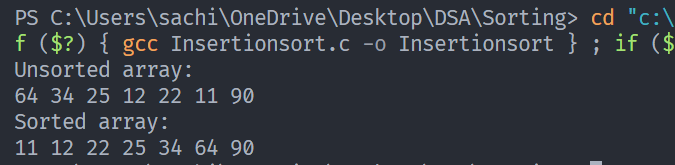 PS C:\Users\sachi\OneDrive\Desktop\DSA\Sorting> cd "c:\
f ($?) { gcc Insertionsort.c -o Insertionsort } ; if ($
Unsorted array:
64 34 25 12 22 11 90
Sorted array:
11 12 22 25 34 64 90